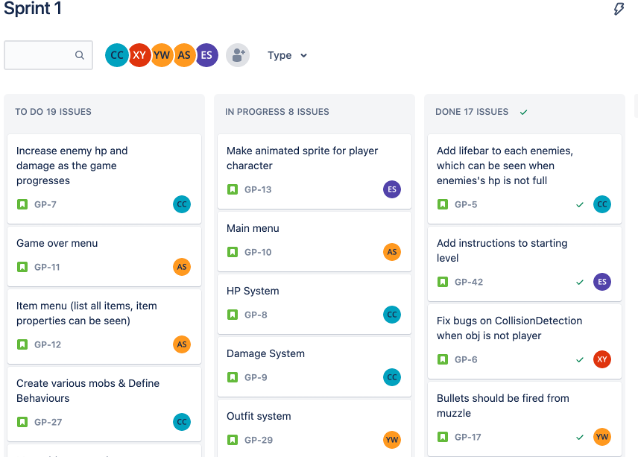 Sprint 1
CC XY YW AS ES Type
TO DO 19 ISSUES
Increase enemy hp and
damage as the game
progresses
GP-7 CC
Game over menu
GP-11 AS
Item menu (list all items, item
properties can be seen)
GP-12 AS
Create various mobs & Define
Behaviours
GP-27 CC
IN PROGRESS 8 ISSUES
Make animated sprite for player
character
GP-13 ES
Main menu
GP-10 AS
HP System
GP-8 CC
Damage System
GP-9 CC
Outfit system
GP-29 YW
DONE 17 ISSUES
Add lifebar to each enemies,
which can be seen when
enemies's hp is not full
GP-5 CC
Add instructions to starting
level
GP-42 ES
Fix bugs on CollisionDetection
when obj is not player
GP-6 XY
Bullets should be fired from
muzzle
GP-17 YW